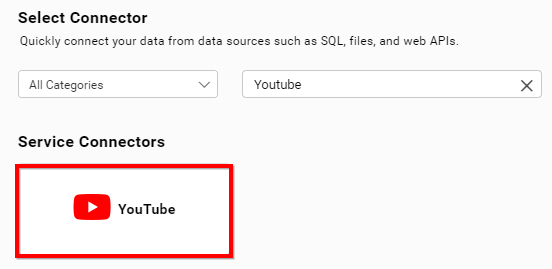 Select Connector
Quickly connect your data from data sources such as SQL, files, and web APIs.
All Categories
Youtube
Service Connectors
YouTube